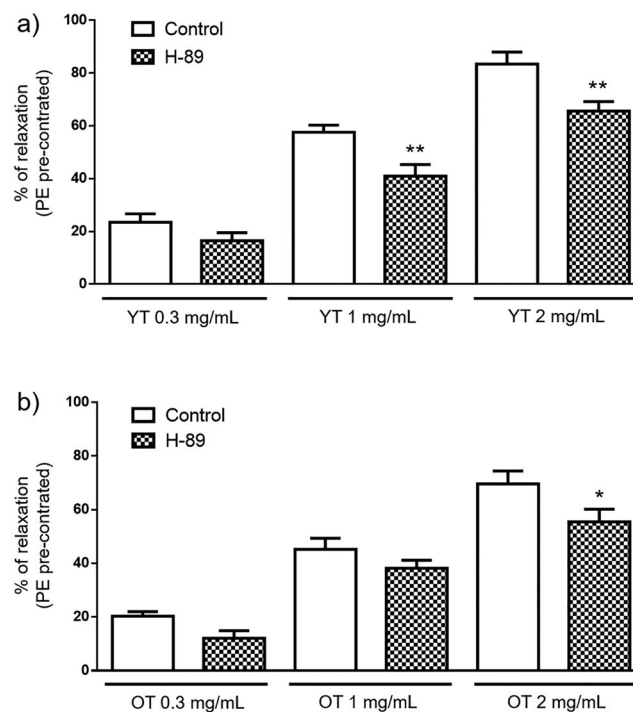 a)
Control
H-89
% of relaxation
(PE pre-contrated)
100
80
60
40
20
0
**
**
YT 0.3 mg/mL
YT 1 mg/mL
YT 2 mg/mL
b)
Control
H-89
% of relaxation
(PE pre-contrated)
100
80
60
40
20
0
*
OT 0.3 mg/mL
OT 1 mg/mL
OT 2 mg/mL